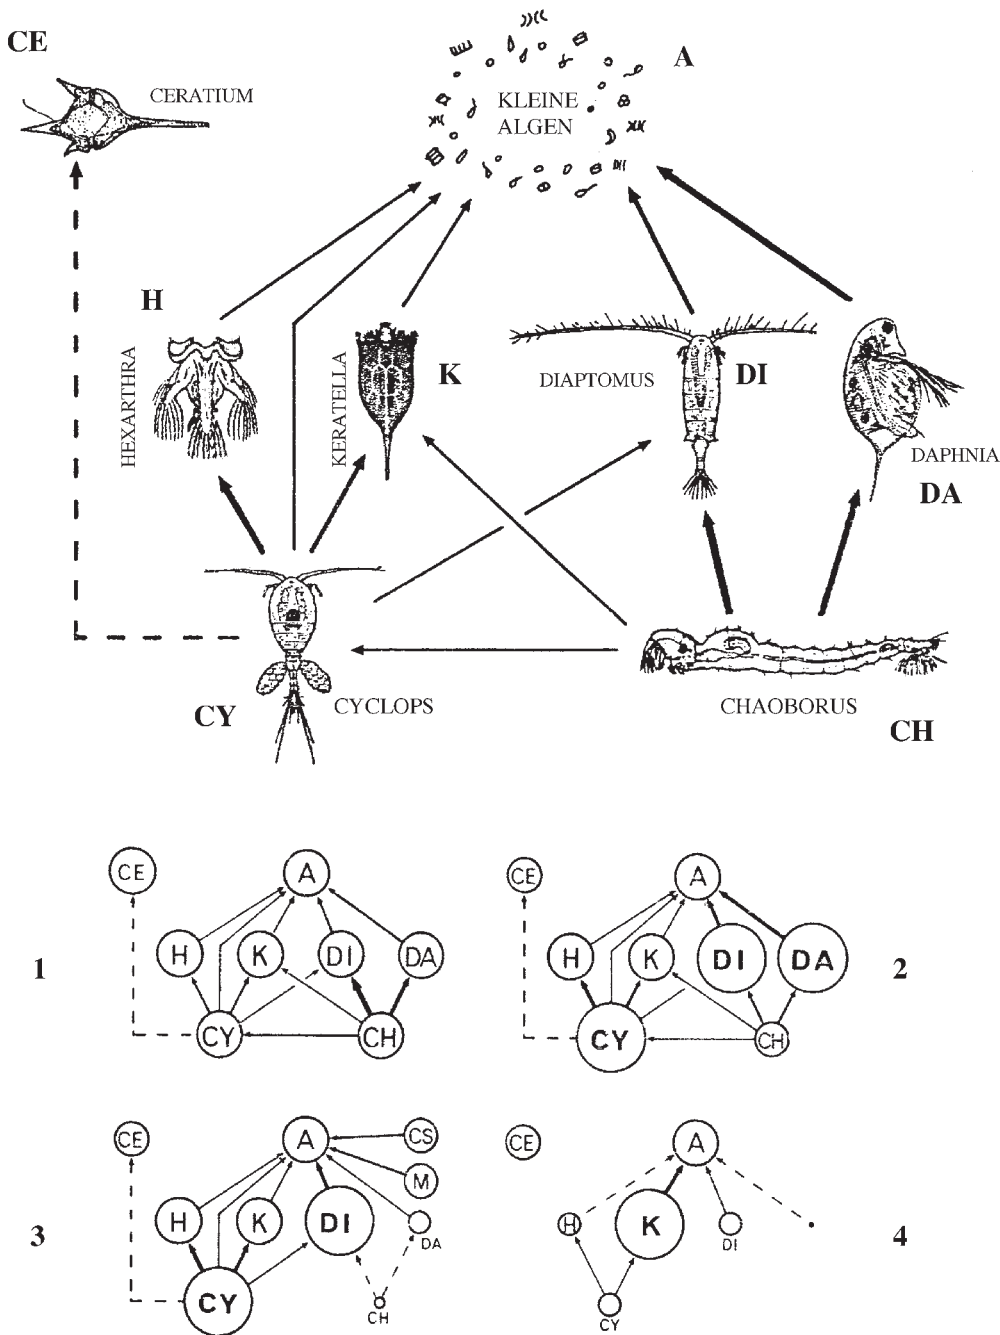 CE
CERATIUM
A
KLEINE
ALGEN
H
HEXARTHRA
KERATELLA
K
DIAPTOMUS
DI
DAPHNIA
DA
CY
CYCLOPS
CHAOBORUS
CH
1
CE
A
H
K
DI
DA
CY
CH
2
CE
A
H
K
DI
DA
CY
CH
3
CE
A
CS
M
H
K
DI
DA
CY
CH
4
CE
A
H
K
DI
CY